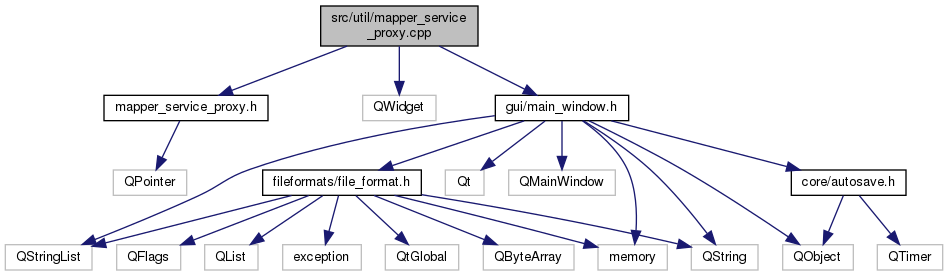 src/util/mapper_service
_proxy.cpp
mapper_service_proxy.h
QWidget
gui/main_window.h
QPointer
fileformats/file_format.h
Qt
QMainWindow
core/autosave.h
QStringList
QFlags
QList
exception
QtGlobal
QByteArray
memory
QString
QObject
QTimer